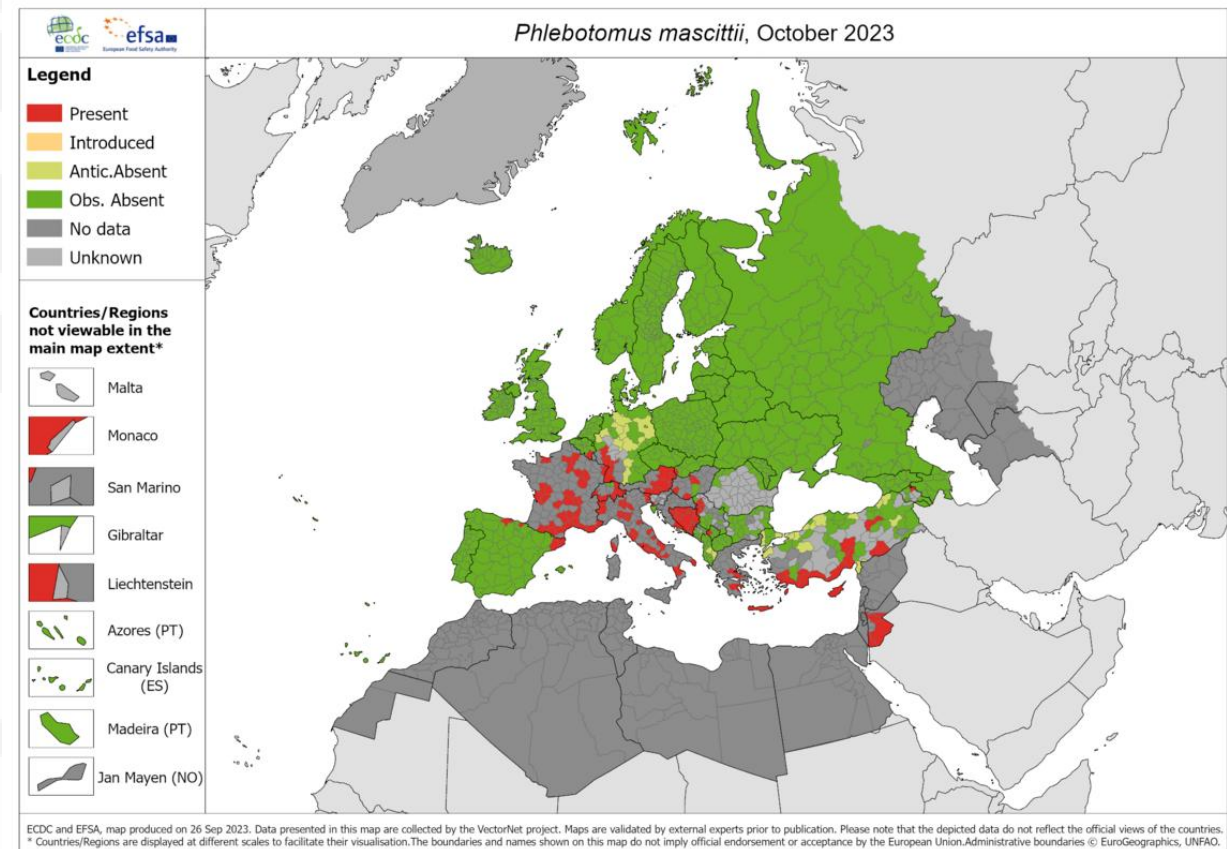 ecdc
efsa
European Food Safety Authority
Phlebotomus mascittii, October 2023
Legend
Present
Introduced
Antic.Absent
Obs. Absent
No data
Unknown
Countries/Regions
not viewable in the
main map extent*
Malta
Monaco
San Marino
Gibraltar
Liechtenstein
Azores (PT)
Canary Islands
(ES)
Madeira (PT)
Jan Mayen (NO)
ECDC and EFSA, map produced on 26 Sep 2023. Data presented in this map are collected by the VectorNet project. Maps are validated by external experts prior to publication. Please note that the depicted data do not reflect the official views of the countries.
* Countries/Regions are displayed at different scales to facilitate their visualisation.The boundaries and names shown on this map do not imply official endorsement or acceptance by the European Union.Administrative boundaries © EuroGeographics, UNFAO.